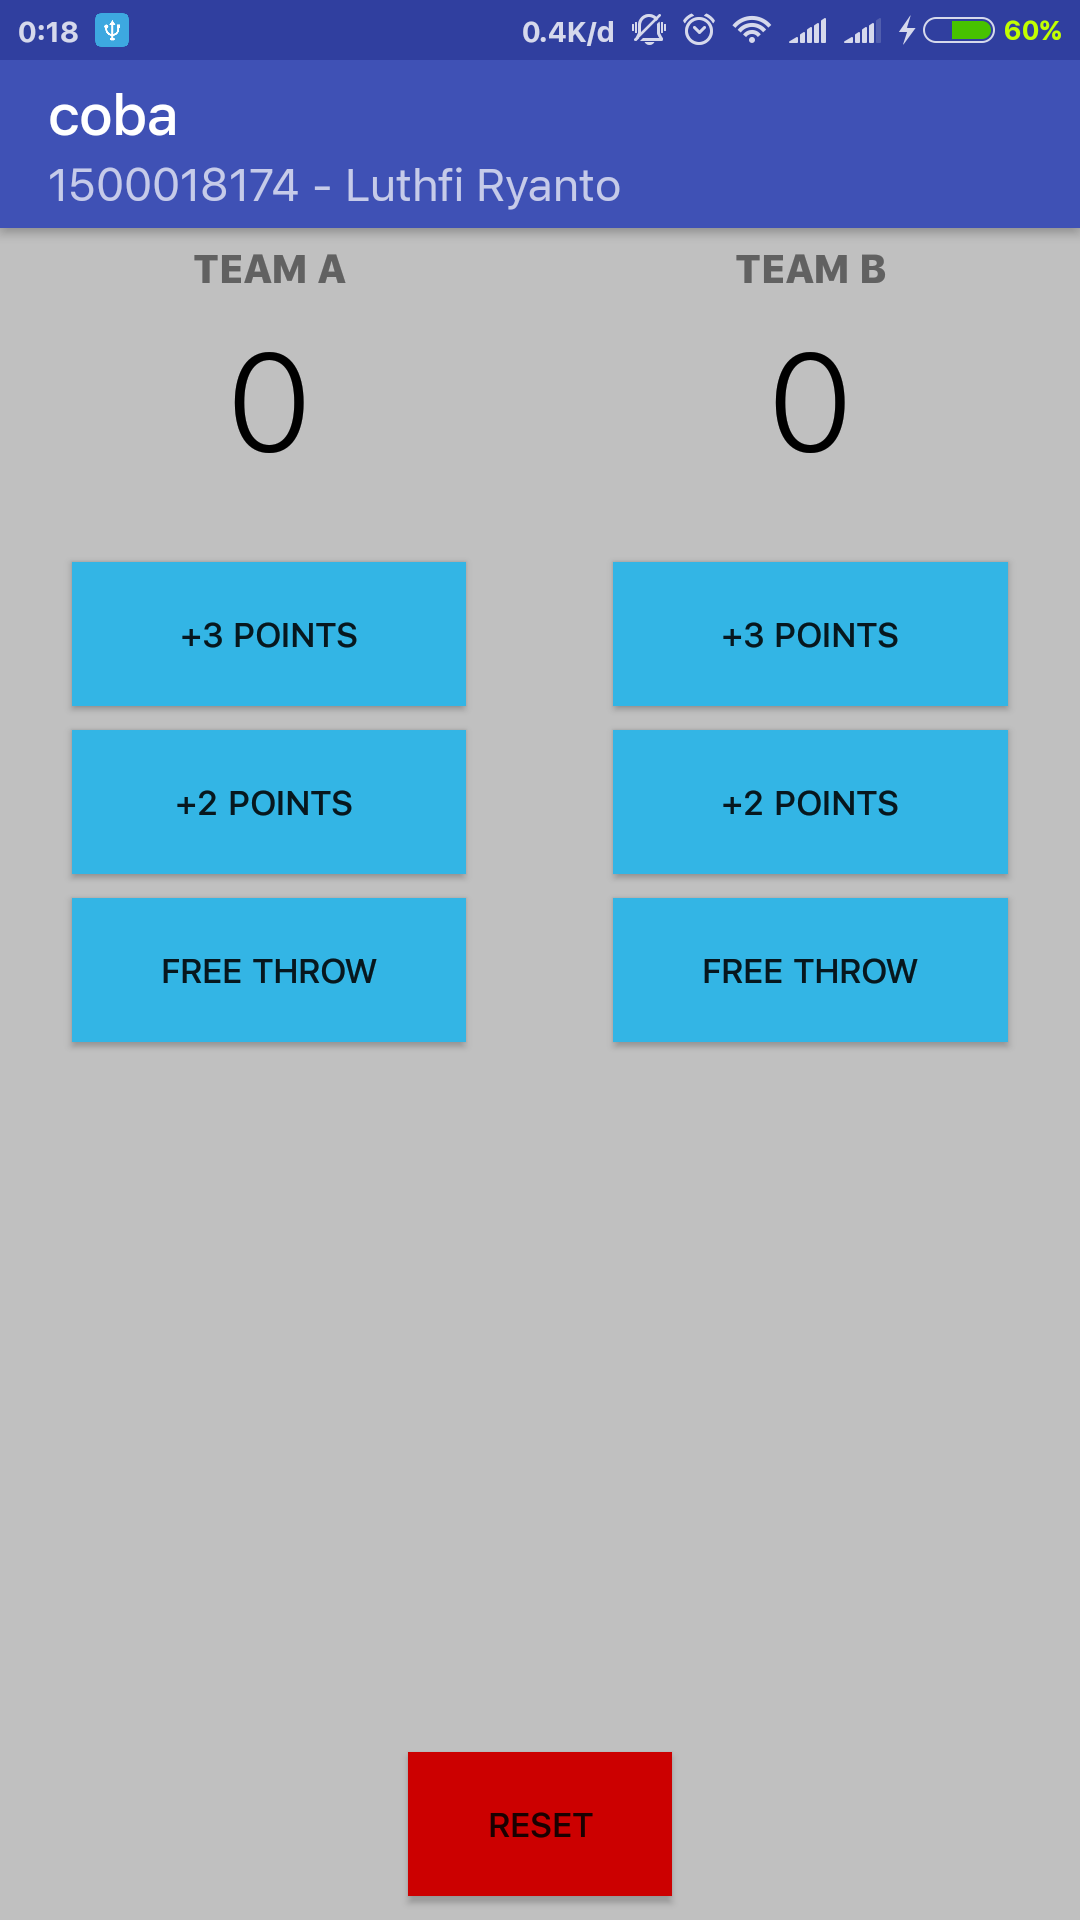 0:18 0.4K/d 60%
coba
1500018174 - Luthfi Ryanto
TEAM A TEAM B
0 0
+3 POINTS +3 POINTS
+2 POINTS +2 POINTS
FREE THROW FREE THROW
RESET